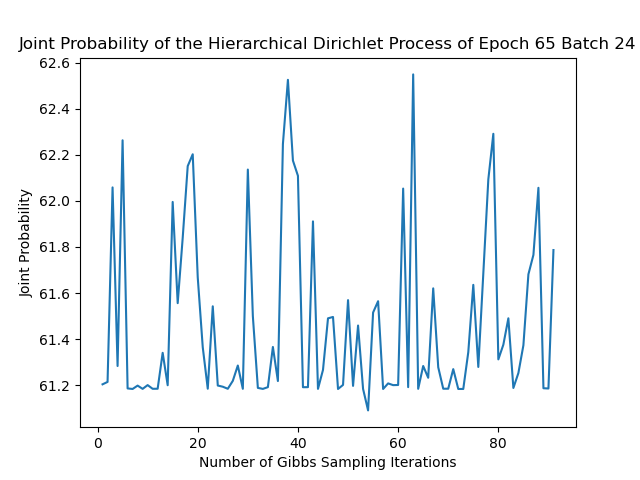 Joint Probability of the Hierarchical Dirichlet Process of Epoch 65 Batch 24
62.6
62.4
62.2
62.0
61.8
61.6
61.4
61.2
Joint Probability
0 20 40 60 80
Number of Gibbs Sampling Iterations